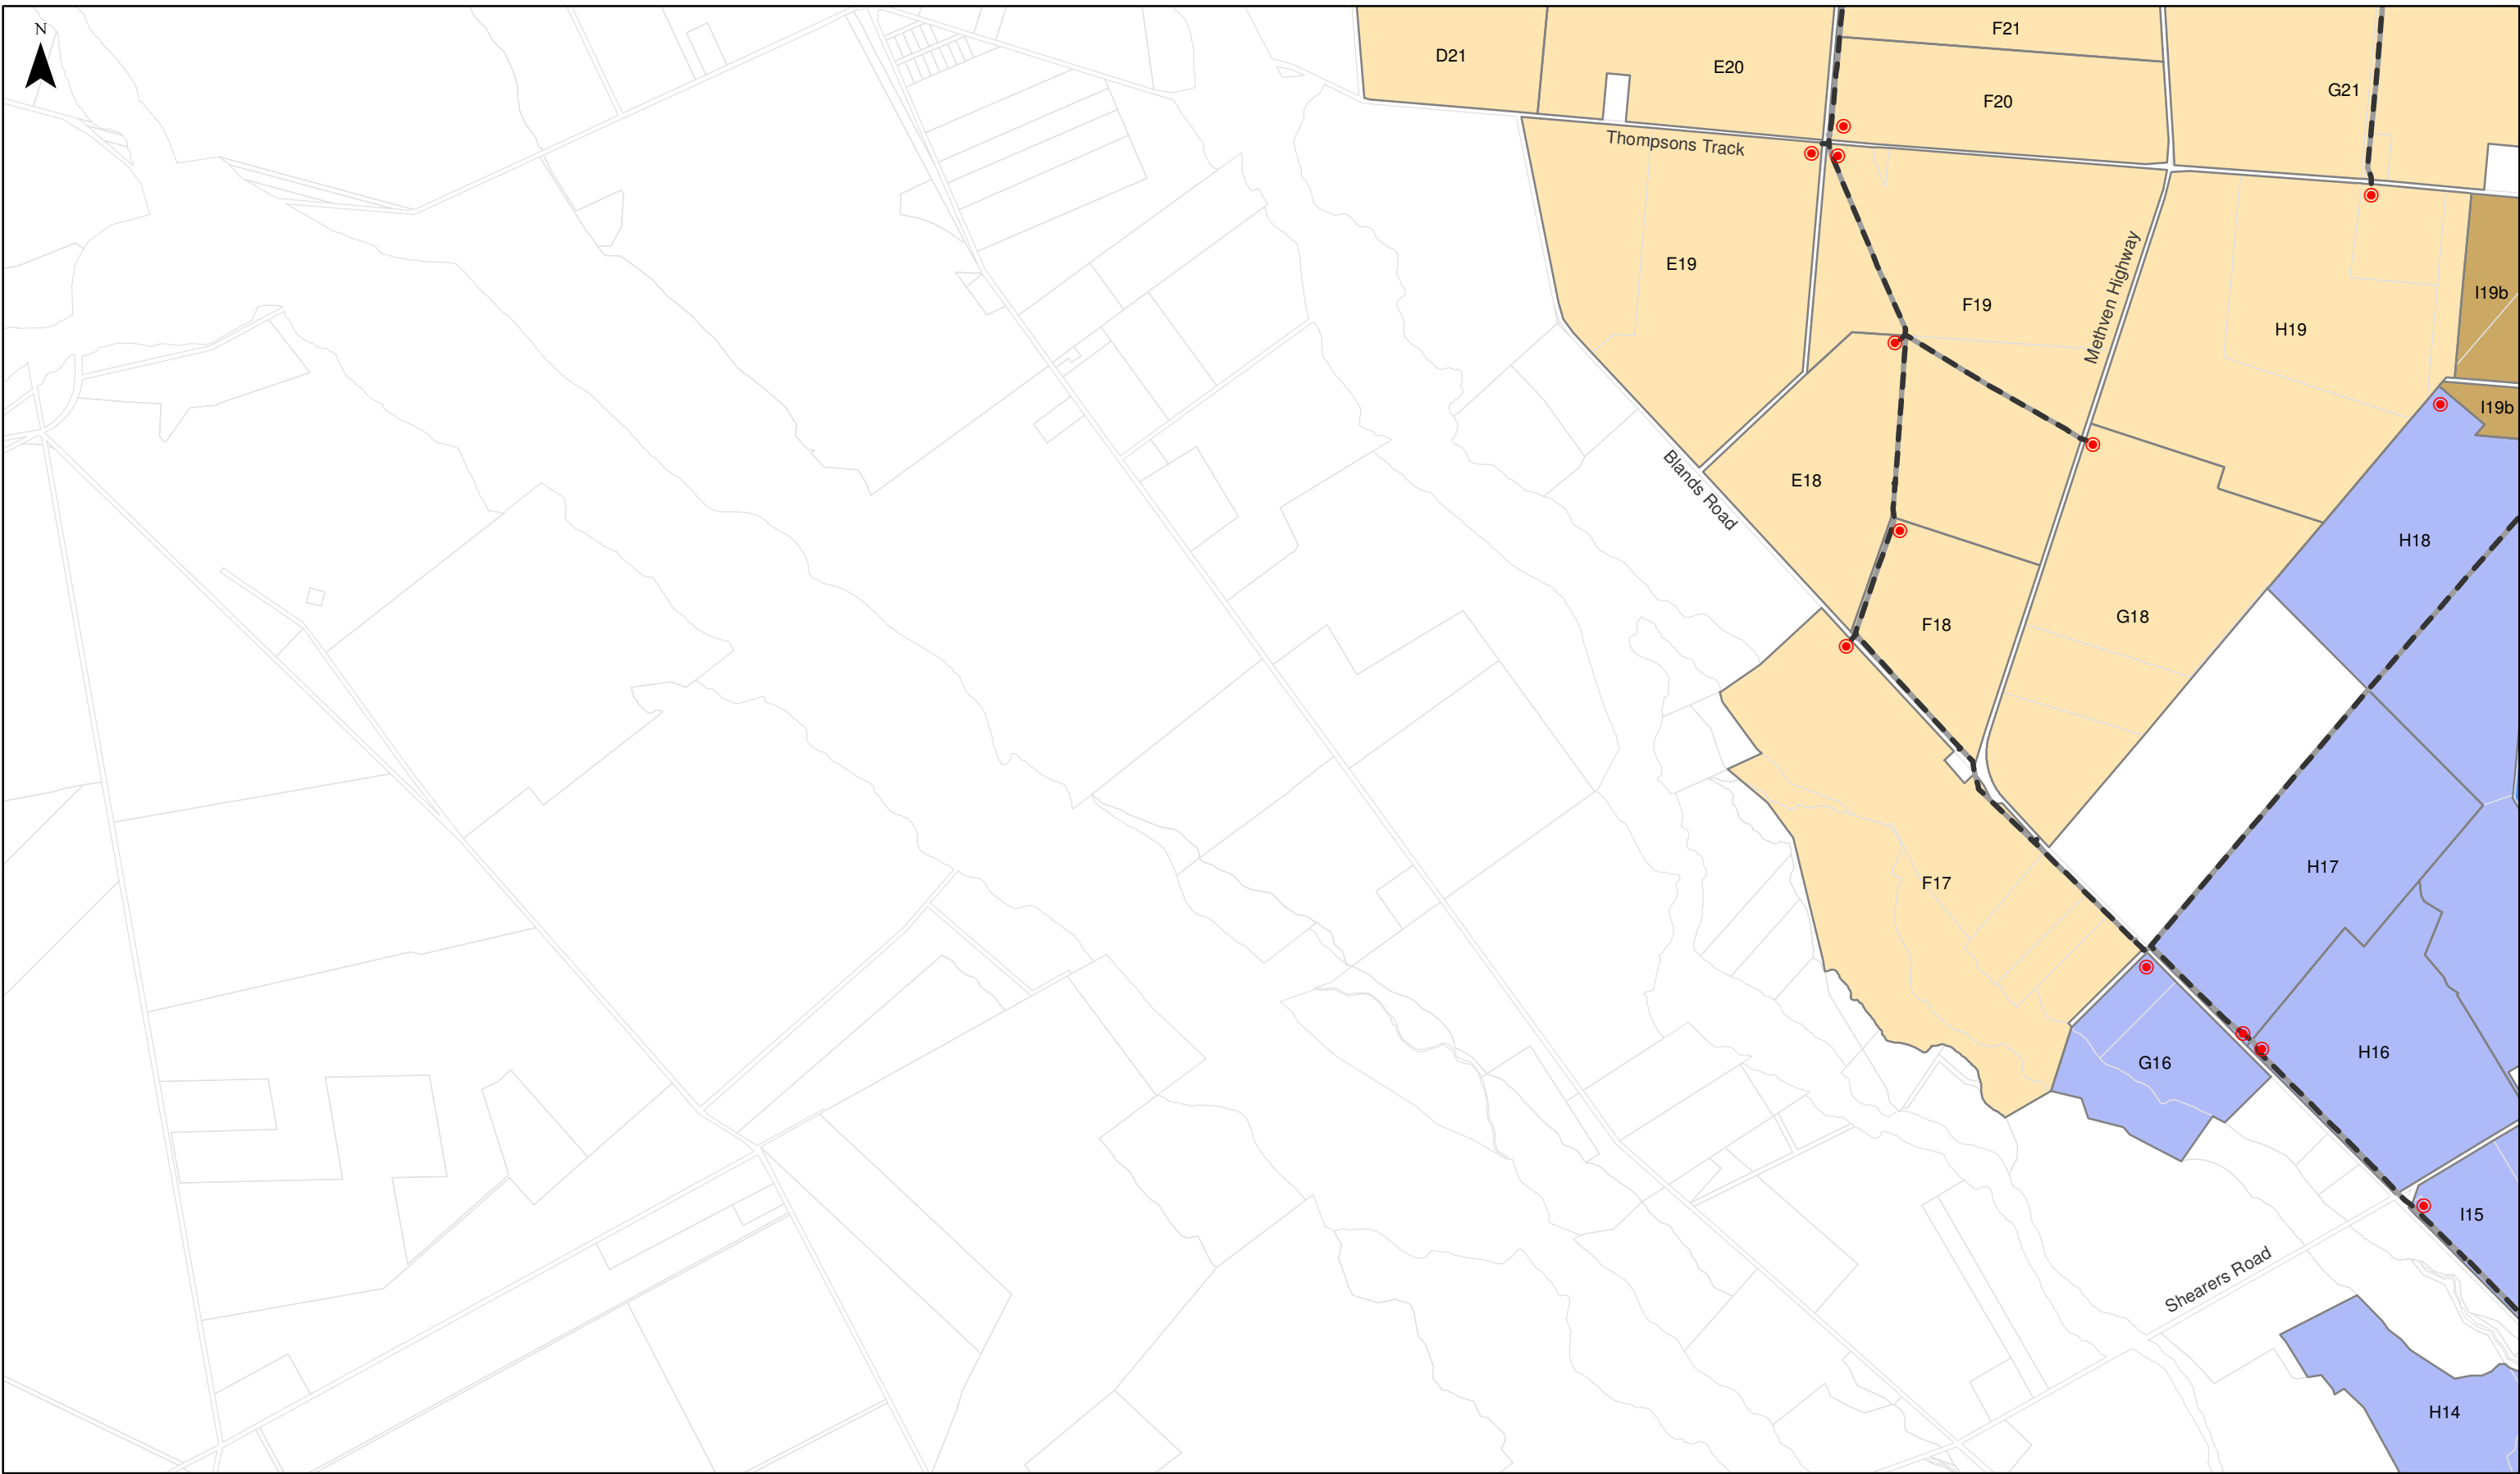 N
F21
D21
E20
G21
F20
Thompsons Track
E19
I19b
F19
Methven Highway
H19
I19b
E18
Blands Road
H18
G18
F18
H17
F17
H16
G16
I15
Shearers Road
H14